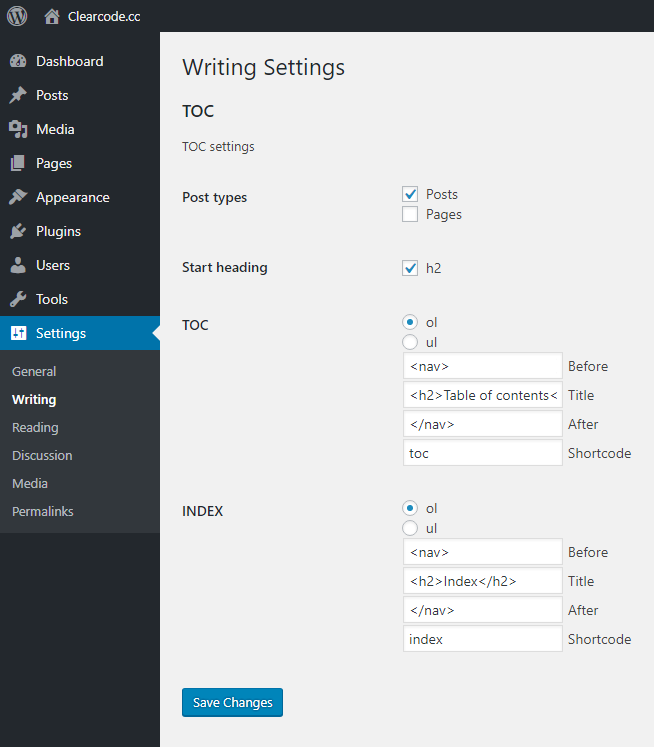 Clearcode.cc
Dashboard
Posts
Media
Pages
Appearance
Plugins
Users
Tools
Settings
General
Writing
Reading
Discussion
Media
Permalinks
Writing Settings
TOC
TOC settings
Post types
Posts
Pages
Start heading
h2
TOC
ol
ul
<nav> Before
<h2>Table of contents< Title
</nav> After
toc Shortcode
INDEX
ol
ul
<nav> Before
<h2>Index</h2> Title
</nav> After
index Shortcode
Save Changes